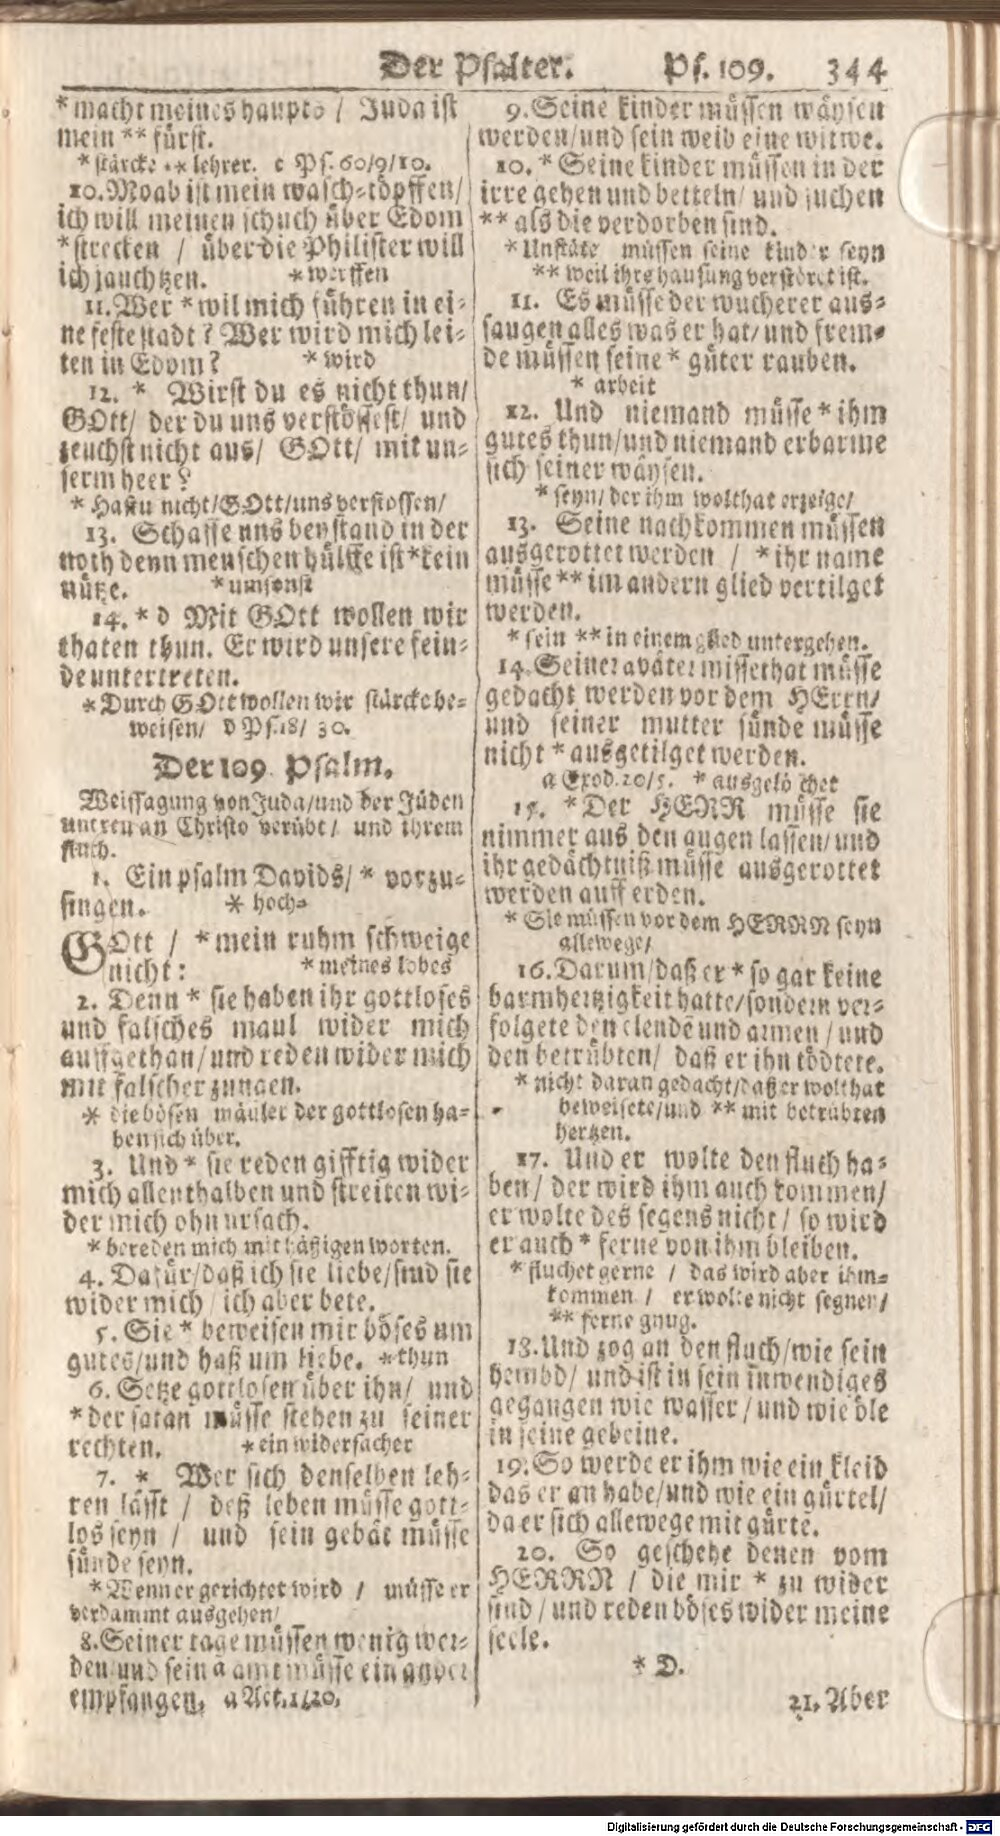 Der Psalter. Ps. 109. 344
* macht meines haupts / Juda ist
mein ** fürst.
* stärcke ** lehrer. c Ps. 60/9/10.
10. Moab ist mein wasch-töpffen/
ich will meinen schuch über Edom
* strecken / über die Philister will
ich jauchtzen. * werffen
11. Wer * wil mich führen in ei-
ne feste stadt? Wer wird mich lei-
ten in Edom? * wird
12. * Wirst du es nicht thun/
GOtt/ der du uns verstössest/ und
zeuchst nicht aus/ GOtt/ mit un-
serm heer?
* Hastu nicht/GOtt/uns verstossen/
13. Schaffe uns beystand in der
noth denn menschen hülffe ist * kein
nütze. * umsonst
14. * d Mit GOtt wollen wir
thaten thun. Er wird unsere fein-
de untertreten.
* Durch GOtt wollen wir stärcke be-
weisen/ d Ps. 18/ 30.
Der 109 Psalm.
Weissagung von Juda/und der Jüden
untreu an Christo verübt/ und ihrem
fluch.
1. Ein psalm Davids/ * vorzu-
singen. * hoch-
GOtt / * mein ruhm schweige
nicht: * meines lobes
2. Denn * sie haben ihr gottloses
und falsches maul wider mich
auffgethan/und reden wider mich
mit falscher zungen.
* die bösen mäuler der gottlosen ha-
ben sich über.
3. Und * sie reden gifftig wider
mich allenthalben und streiten wi-
der mich ohn ursach.
* bereden mich mit häßigen worten.
4. Dafür/daß ich sie liebe/sind sie
wider mich / ich aber bete.
5. Sie * beweisen mir böses um
gutes/und haß um liebe. * thun
6. Setze gottlosen über ihn/ und
* der satan müsse stehen zu seiner
rechten. * ein widersacher
7. * Wer sich denselben leh-
ren lässt / deß leben müsse gott-
los seyn / und sein gebät müsse
sünde seyn.
* Wenn er gerichtet wird / müsse er
verdammt ausgehen/
8. Seiner tage müssen wenig wer-
den und sein a amt müsse ein ander
empfangen. a Act. 1/20.
9. Seine kinder müssen wäysen
werden/und sein weib eine witwe.
10. * Seine kinder müssen in der
irre gehen und betteln/ und suchen
** als die verdorben sind.
* Unstäte müssen seine kinder seyn
** weil ihre hausung verstöret ist.
11. Es müsse der wucherer aus-
saugen alles was er hat/ und frem-
de müssen seine * güter rauben.
* arbeit
12. Und niemand müsse * ihm
gutes thun/und niemand erbarme
sich seiner wäysen.
* seyn/ der ihm wolthat erzeige/
13. Seine nachkommen müssen
ausgerottet werden / * ihr name
müsse ** im andern glied vertilget
werden.
* sein ** in einem glied untergehen.
14. Seiner a väter missethat müsse
gedacht werden vor dem HErrn/
und seiner mutter sünde müsse
nicht * ausgetilget werden.
a Exod. 20/5. * ausgelöschet
15. * Der HERR müsse sie
nimmer aus den augen lassen/ und
ihr gedächtniß müsse ausgerottet
werden auff erden.
* Sie müssen vor dem HERRN seyn
allewege/
16. Darum/daß er * so gar keine
barmhertzigkeit hatte/sondern ver-
folgete den elendē und armen / und
den betrübten/ daß er ihn tödtete.
* nicht daran gedacht/daß er wolthat
beweisete/und ** mit betrübten
hertzen.
17. Und er wolte den fluch ha-
ben/ der wird ihm auch kommen/
er wolte des segens nicht/ so wird
er auch * ferne von ihm bleiben.
* fluchet gerne / das wird aber ihm-
kommen / er wolte nicht segnen/
** ferne gnug.
18. Und zog an den fluch/wie sein
hembd/ und ist in sein inwendiges
gegangen wie wasser / und wie öle
in seine gebeine.
19. So werde er ihm wie ein kleid
das er an habe/und wie ein gürtel/
da er sich allewege mit gürte.
20. So geschehe denen vom
HERRN / die mir * zu wider
sind / und reden böses wider meine
seele.
* D.
21. Aber
Digitalisierung gefördert durch die Deutsche Forschungsgemeinschaft - DFG